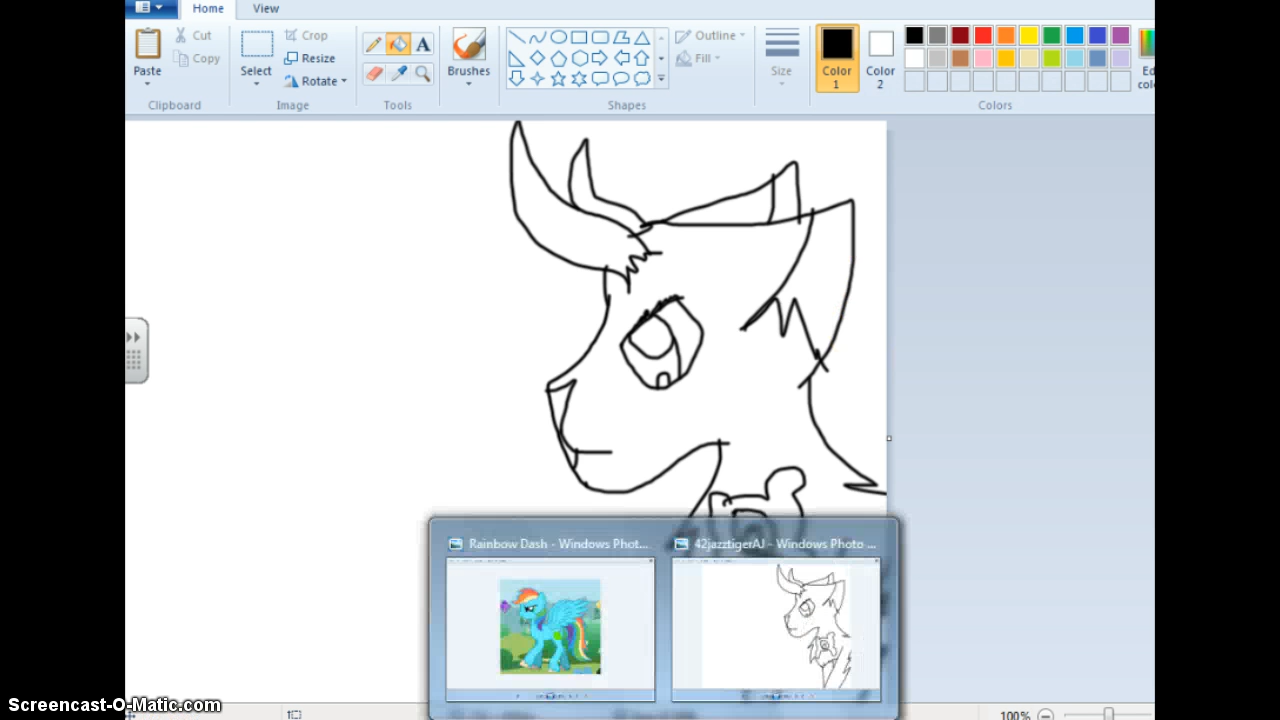 Home View
Cut
Copy
Paste
Clipboard
Select
Crop
Resize
Rotate
Image
A
Tools
Brushes
Outline
Fill
Shapes
Size
Color
1
Color
2
Colors
Rainbow Dash - Windows Phot...
42jazztigerAJ - Windows Photo ...
100%
Screencast-O-Matic.com